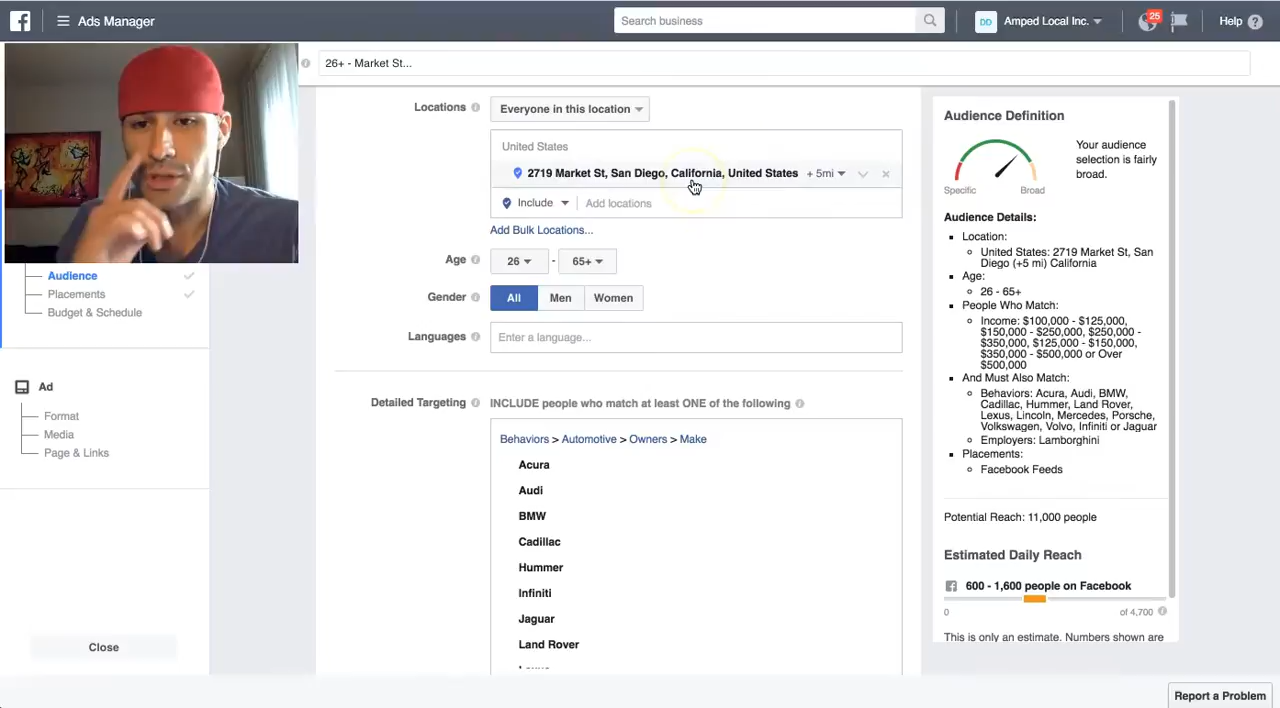 Ads Manager
Search business
DD
Amped Local Inc.
25
Help
26+ - Market St...
Locations
Everyone in this location
United States
2719 Market St, San Diego, California, United States
+ 5mi
Include
Add locations
Add Bulk Locations...
Age
26
-
65+
Gender
All
Men
Women
Languages
Enter a language...
Detailed Targeting
INCLUDE people who match at least ONE of the following
Behaviors > Automotive > Owners > Make
Acura
Audi
BMW
Cadillac
Hummer
Infiniti
Jaguar
Land Rover
Audience
Placements
Budget & Schedule
Ad
Format
Media
Page & Links
Close
Audience Definition
Specific
Broad
Your audience
selection is fairly
broad.
Audience Details:
Location:
United States: 2719 Market St, San
Diego (+5 mi) California
Age:
26 - 65+
People Who Match:
Income: $100,000 - $125,000,
$150,000 - $250,000, $250,000 -
$350,000, $125,000 - $150,000,
$350,000 - $500,000 or Over
$500,000
And Must Also Match:
Behaviors: Acura, Audi, BMW,
Cadillac, Hummer, Land Rover,
Lexus, Lincoln, Mercedes, Porsche,
Volkswagen, Volvo, Infiniti or Jaguar
Employers: Lamborghini
Placements:
Facebook Feeds
Potential Reach: 11,000 people
Estimated Daily Reach
600 - 1,600 people on Facebook
0
of 4,700
This is only an estimate. Numbers shown are
Report a Problem